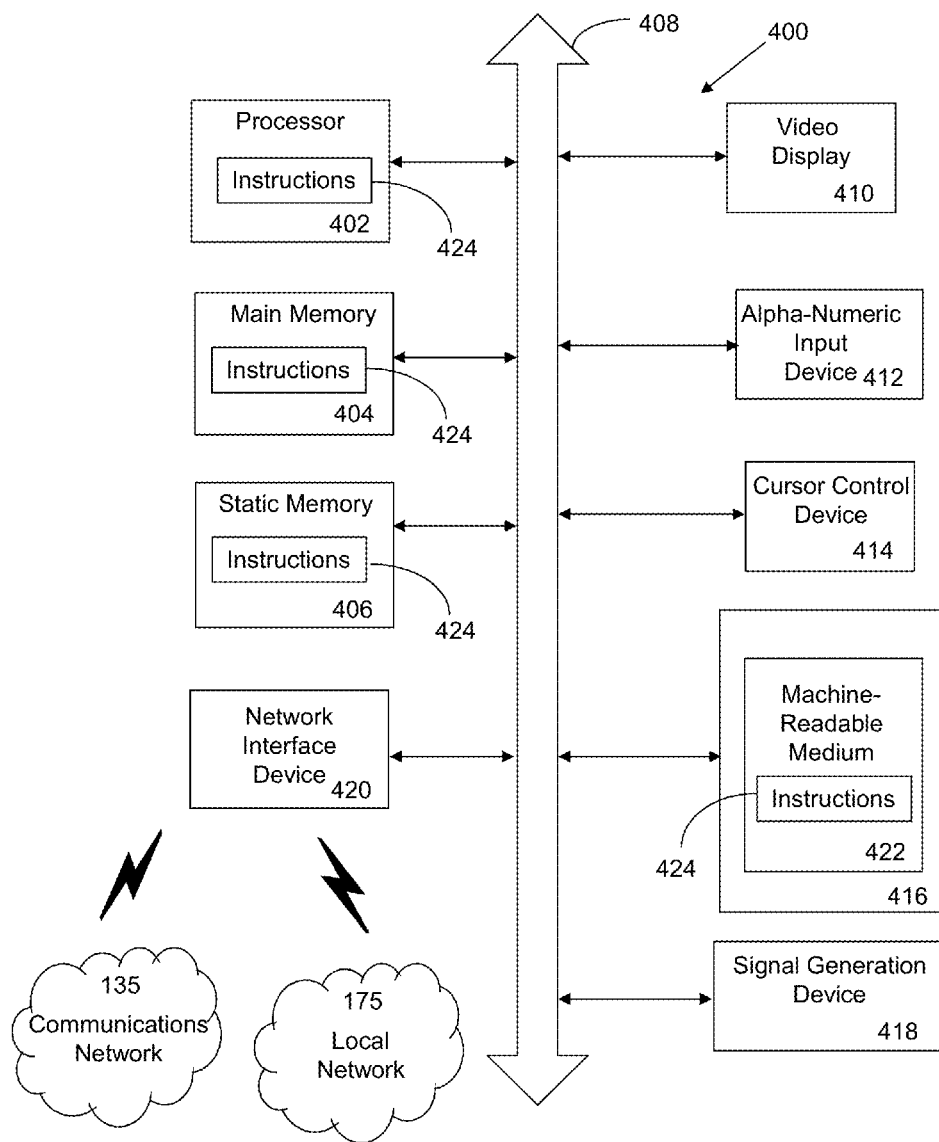 408
400
Processor
Instructions
402
424
Video
Display
410
Main Memory
Instructions
404
424
Alpha-Numeric
Input
Device
412
Static Memory
Instructions
406
424
Cursor Control
Device
414
Network
Interface
Device
420
Machine-
Readable
Medium
Instructions
422
424
416
135
Communications
Network
175
Local
Network
Signal Generation
Device
418